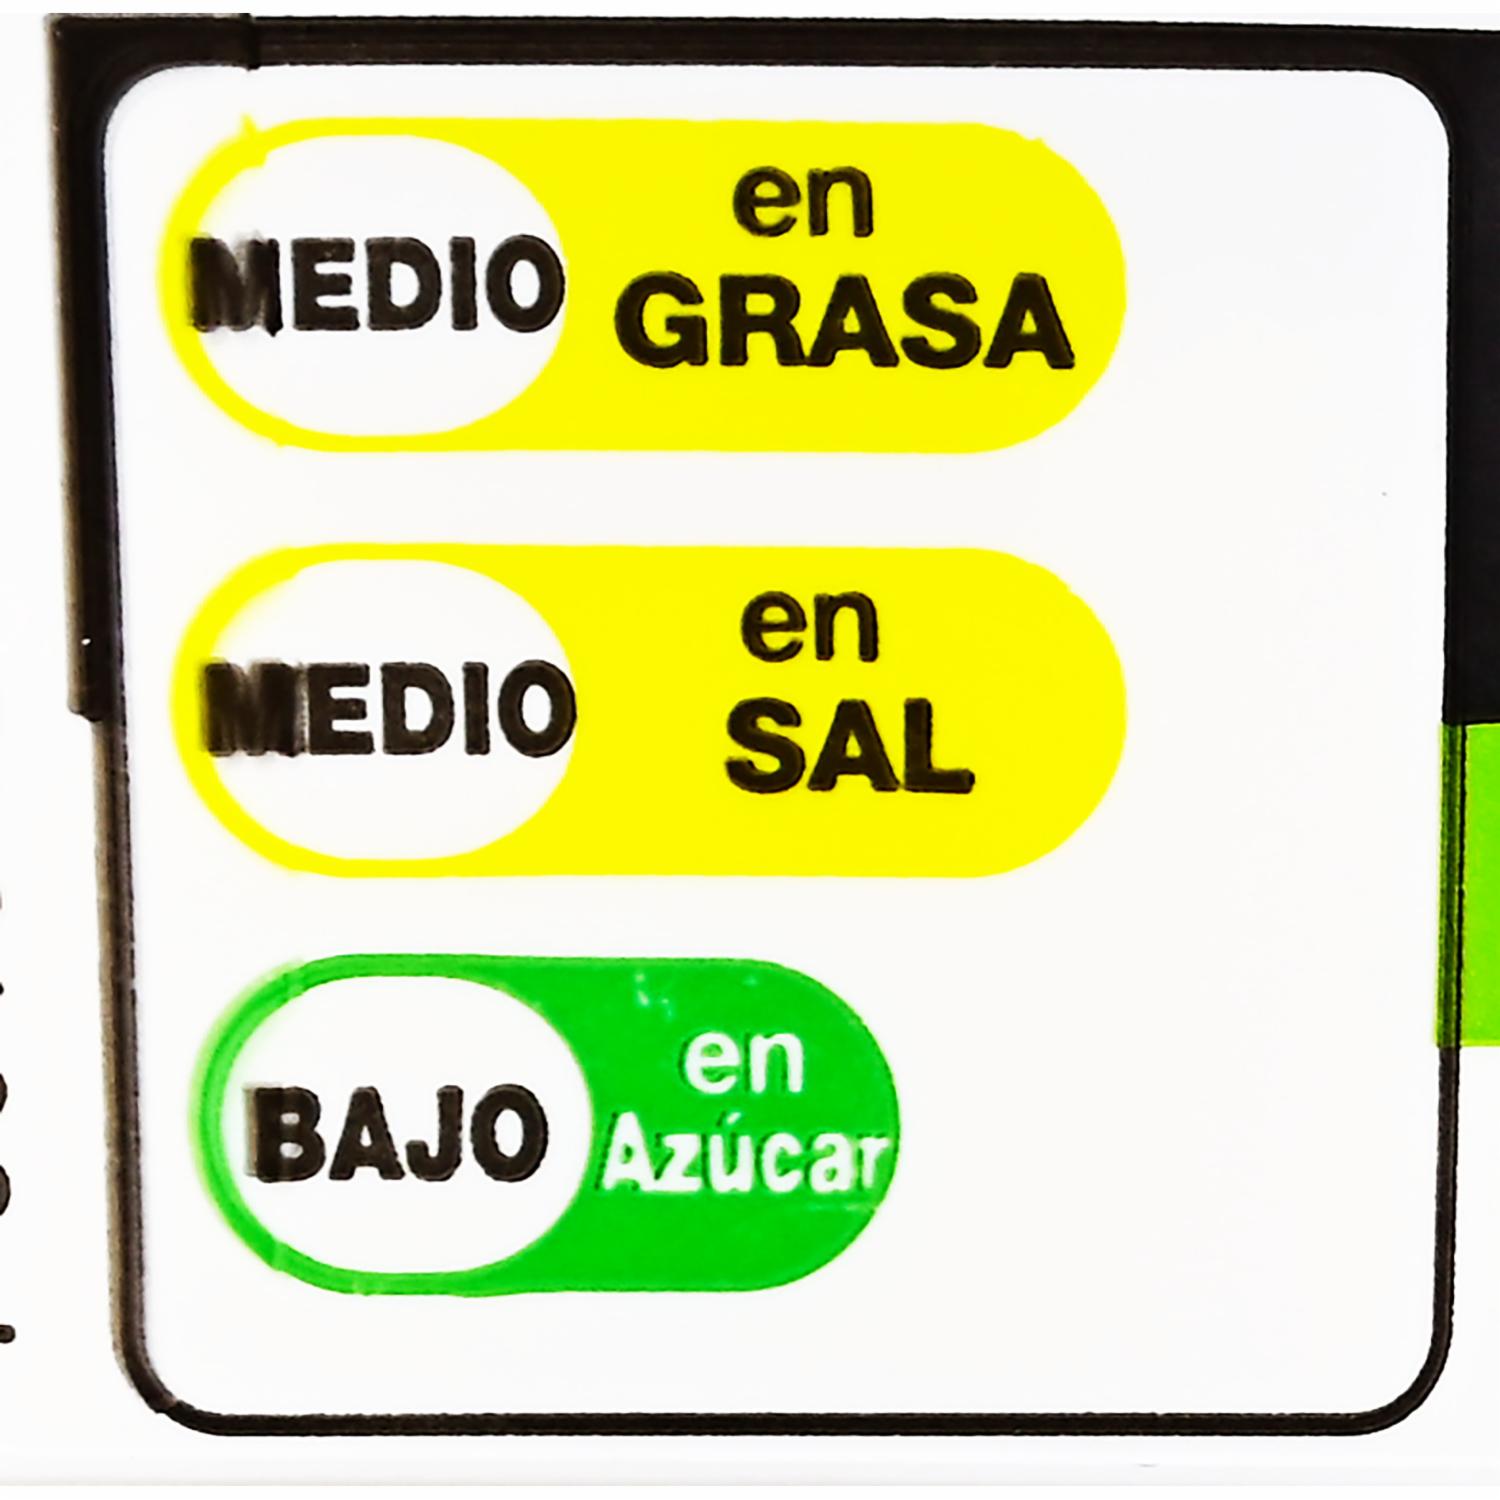 MEDIO en GRASA
MEDIO en SAL
BAJO en Azúcar